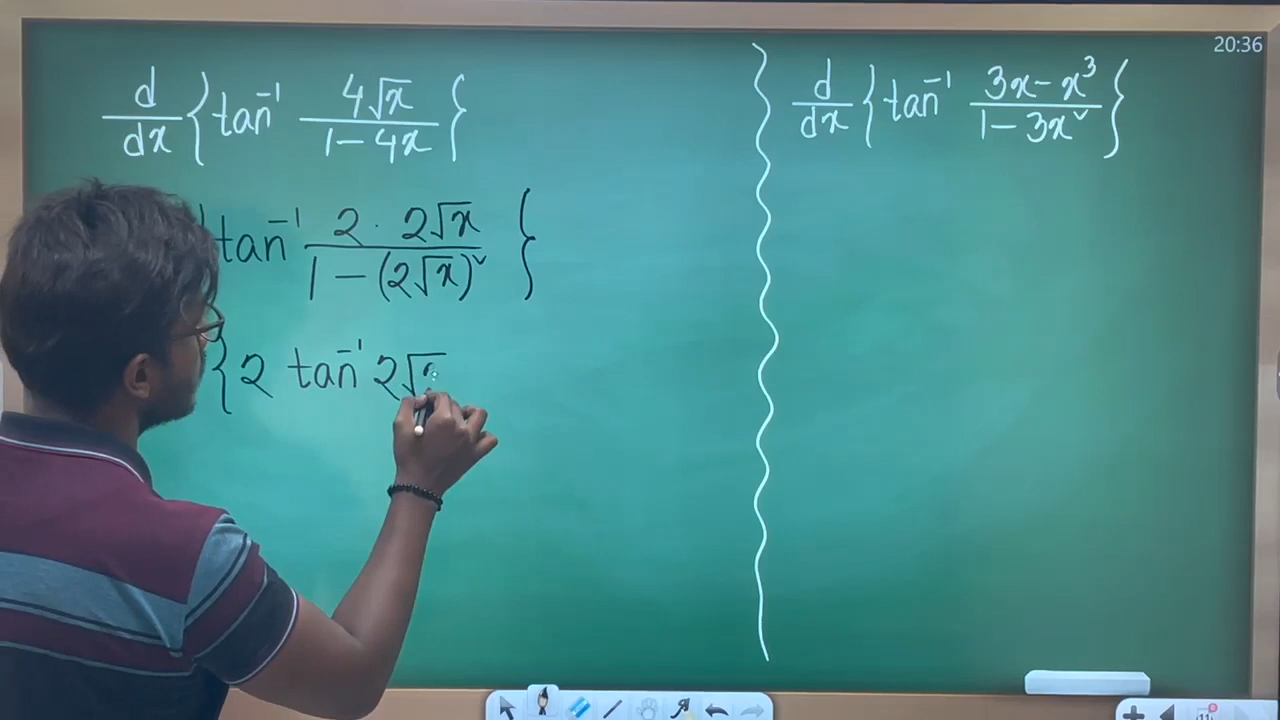 20:36
d/dx { tan⁻¹ 4√x / 1 - 4x }
tan⁻¹ 2 · 2√x / 1 - (2√x)² }
{ 2 tan⁻¹ 2√
d/dx { tan⁻¹ 3x - x³ / 1 - 3x² }